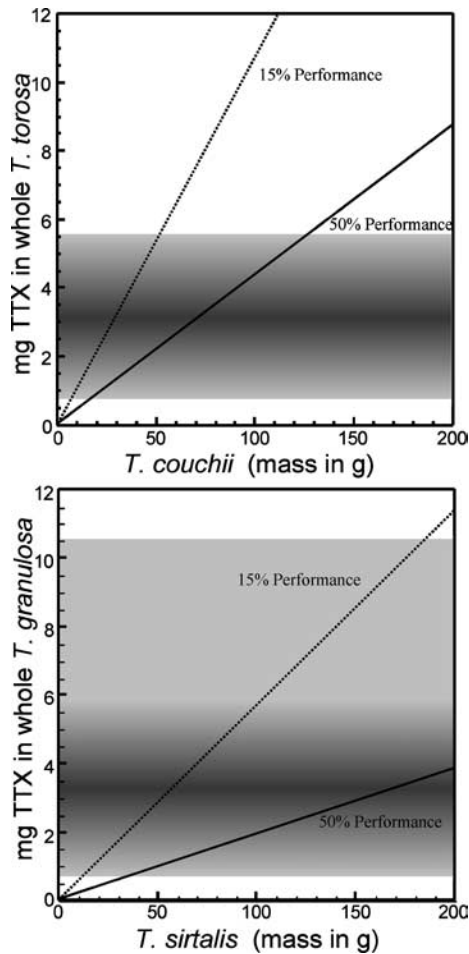 12
10
8
6
4
2
0
mg TTX in whole T. torosa
15% Performance
50% Performance
0 50 100 150 200
T. couchii (mass in g)
12
10
8
6
4
2
0
mg TTX in whole T. granulosa
15% Performance
50% Performance
0 50 100 150 200
T. sirtalis (mass in g)